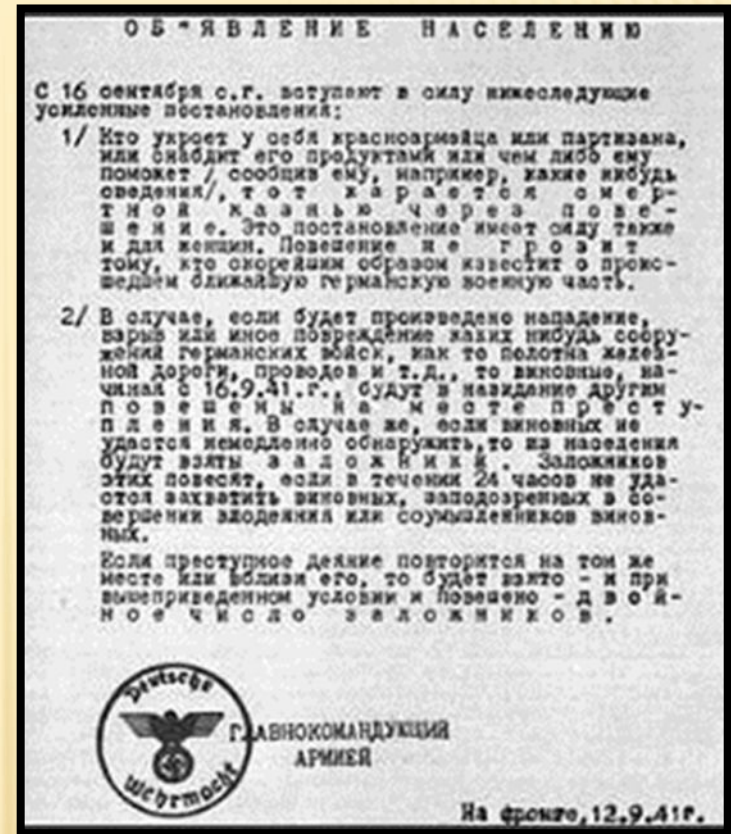 ОБ"ЯВЛЕНИЕ НАСЕЛЕНИЮ
С 16 сентября с.г. вступают в силу нижеследующие
усиленные постановления:
1/ Кто укроет у себя красноармейца или партизана,
или снабдит его продуктами или чем либо ему
поможет / сообщив ему, например, какие нибудь
сведения/, тот карается смер-
тной казнью через пове-
шение. Это постановление имеет силу также
и для женщин. Повешение не грозит
тому, кто скорейшим образом известит о проис-
шедшем ближайшую германскую военную часть.
2/ В случае, если будет произведено нападение,
взрыв или иное повреждение каких нибудь соору-
жений германских войск, как то полотна желез-
ной дороги, проводов и т.д., то виновные, на-
чиная с 16.9.41.г., будут в назидание другим
повешены на месте престу-
пления. В случае же, если виновных не
удастся немедленно обнаружить,то из населения
будут взяты заложники. Заложников
этих повесят, если в течении 24 часов не уда-
стся захватить виновных, заподозренных в со-
вершении злодеяния или соумышленников винов-
ных.
Если преступное деяние повторится на том же
месте или вблизи его, то будет взято - и при
вышеприведенном условии и повешено - двой-
ное число заложников.
Deutsche
Wehrmacht
ГЛАВНОКОМАНДУЮЩИЙ
АРМИЕЙ
На фронте,12.9.41г.